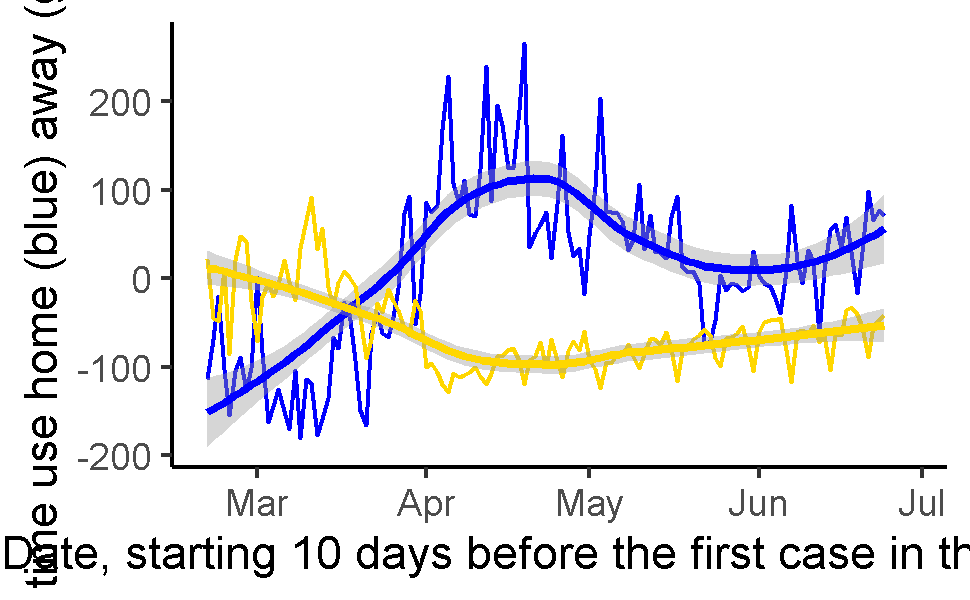 time use home (blue) away (
200
100
0
-100
-200
Mar Apr May Jun Jul
Date, starting 10 days before the first case in th